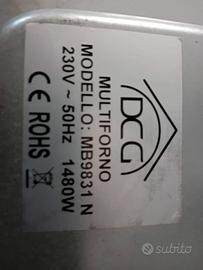 DCG
MULTIFORNO
MODELLO: MB9831 N
230V ~ 50Hz 1480W
CE ROHS
subito